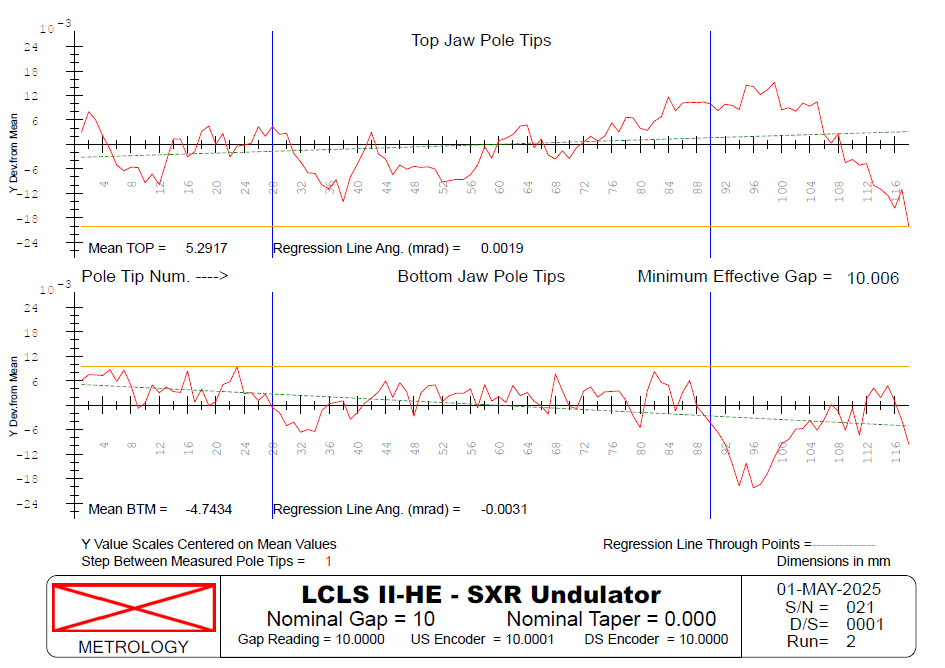 10 -3
Top Jaw Pole Tips
24
18
12
6
-6
-12
-18
-24
Y Dev.from Mean
4 8 12 16 20 24 28 32 36 40 44 48 52 56 60 64 68 72 76 80 84 88 92 96 100 104 108 112 116
Mean TOP = 5.2917 Regression Line Ang. (mrad) = 0.0019
Pole Tip Num. ----> Bottom Jaw Pole Tips Minimum Effective Gap = 10.006
10 -3
24
18
12
6
-6
-12
-18
-24
Y Dev.from Mean
4 8 12 16 20 24 28 32 36 40 44 48 52 56 60 64 68 72 76 80 84 88 92 96 100 104 108 112 116
Mean BTM = -4.7434 Regression Line Ang. (mrad) = -0.0031
Y Value Scales Centered on Mean Values Regression Line Through Points =---------------
Step Between Measured Pole Tips = 1 Dimensions in mm
METROLOGY
LCLS II-HE - SXR Undulator
Nominal Gap = 10 Nominal Taper = 0.000
Gap Reading = 10.0000 US Encoder = 10.0001 DS Encoder = 10.0000
01-MAY-2025
S/N = 021
D/S= 0001
Run= 2